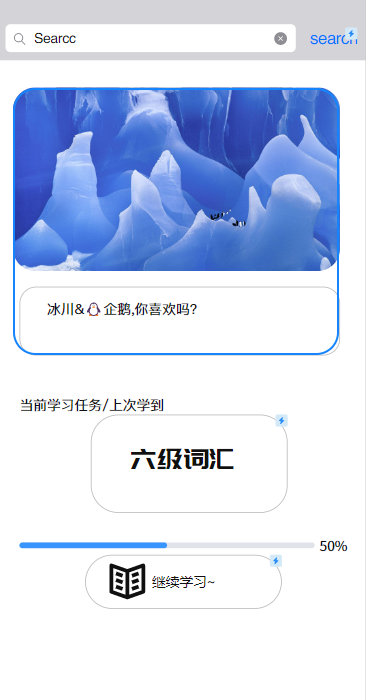 Searcc
search
冰川&🐧企鹅,你喜欢吗?
当前学习任务/上次学到
六级词汇
50%
继续学习~